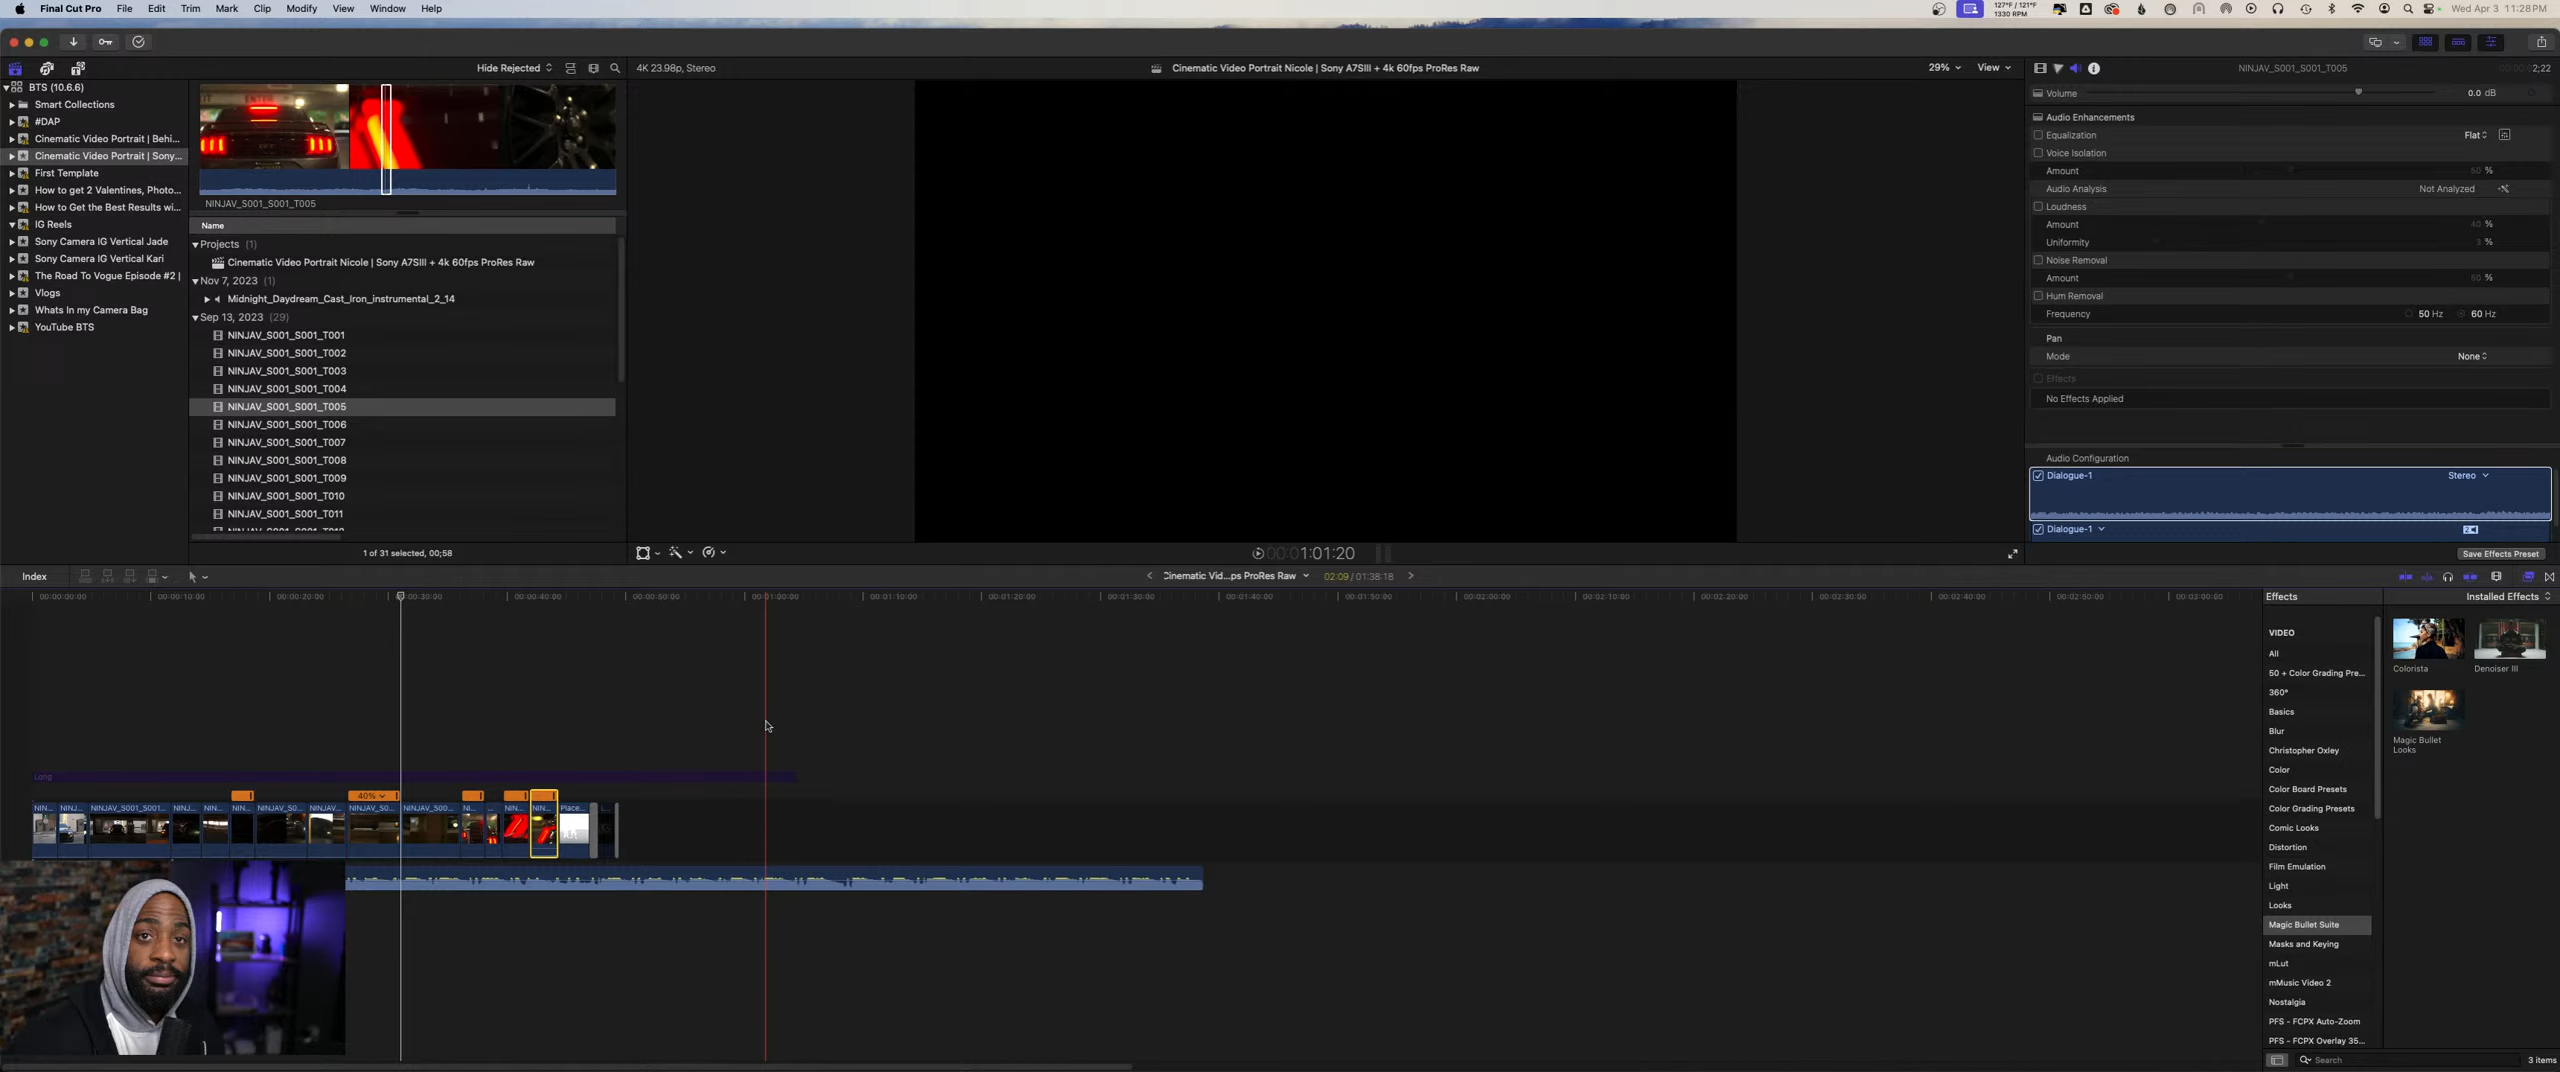 Final Cut Pro File Edit Trim Mark Clip Modify View Window Help
127°F / 121°F
1330 RPM
Wed Apr 3 11:28 PM
Hide Rejected
4K 23.98p, Stereo
Cinematic Video Portrait Nicole | Sony A7SIII + 4k 60fps ProRes Raw
29%
View
NINJAV_S001_S001_T005
2;22
BTS (10.6.6)
Smart Collections
#DAP
Cinematic Video Portrait | Behi...
Cinematic Video Portrait | Sony...
First Template
How to get 2 Valentines, Photo...
How to Get the Best Results wi...
IG Reels
Sony Camera IG Vertical Jade
Sony Camera IG Vertical Kari
The Road To Vogue Episode #2 |
Vlogs
Whats In my Camera Bag
YouTube BTS
NINJAV_S001_S001_T005
Name
Projects (1)
Cinematic Video Portrait Nicole | Sony A7SIII + 4k 60fps ProRes Raw
Nov 7, 2023 (1)
Midnight_Daydream_Cast_Iron_instrumental_2_14
Sep 13, 2023 (29)
NINJAV_S001_S001_T001
NINJAV_S001_S001_T002
NINJAV_S001_S001_T003
NINJAV_S001_S001_T004
NINJAV_S001_S001_T005
NINJAV_S001_S001_T006
NINJAV_S001_S001_T007
NINJAV_S001_S001_T008
NINJAV_S001_S001_T009
NINJAV_S001_S001_T010
NINJAV_S001_S001_T011
1 of 31 selected, 00;58
00:00:1:01:20
Volume 0.0 dB
Audio Enhancements
Equalization Flat
Voice Isolation
Amount 50 %
Audio Analysis Not Analyzed
Loudness
Amount 40 %
Uniformity 3 %
Noise Removal
Amount 50 %
Hum Removal
Frequency 50 Hz 60 Hz
Pan
Mode None
Effects
No Effects Applied
Audio Configuration
Dialogue-1 Stereo
Dialogue-1
Save Effects Preset
Index
Cinematic Vid...ps ProRes Raw
02:09 / 01:38:18
00:00:00:00 00:00:10:00 00:00:20:00 00:00:30:00 00:00:40:00 00:00:50:00 00:01:00:00 00:01:10:00 00:01:20:00 00:01:30:00 00:01:40:00 00:01:50:00 00:02:00:00 00:02:10:00 00:02:20:00 00:02:30:00 00:02:40:00 00:02:50:00 00:03:00:00
Long
40%
NIN... NINJ... NINJAV_S001_S001... NINJ... NINJ... NIN... NINJAV_S0... NINJAV... NINJAV_S0... NINJAV_S00... NI... ... NIN... NIN... Place...
Effects
Installed Effects
VIDEO
All
50 + Color Grading Pre...
360°
Basics
Blur
Christopher Oxley
Color
Color Board Presets
Color Grading Presets
Comic Looks
Distortion
Film Emulation
Light
Looks
Magic Bullet Suite
Masks and Keying
mLut
mMusic Video 2
Nostalgia
PFS - FCPX Auto-Zoom
PFS - FCPX Overlay 35...
Colorista
Denoiser III
Magic Bullet
Looks
Search
3 items